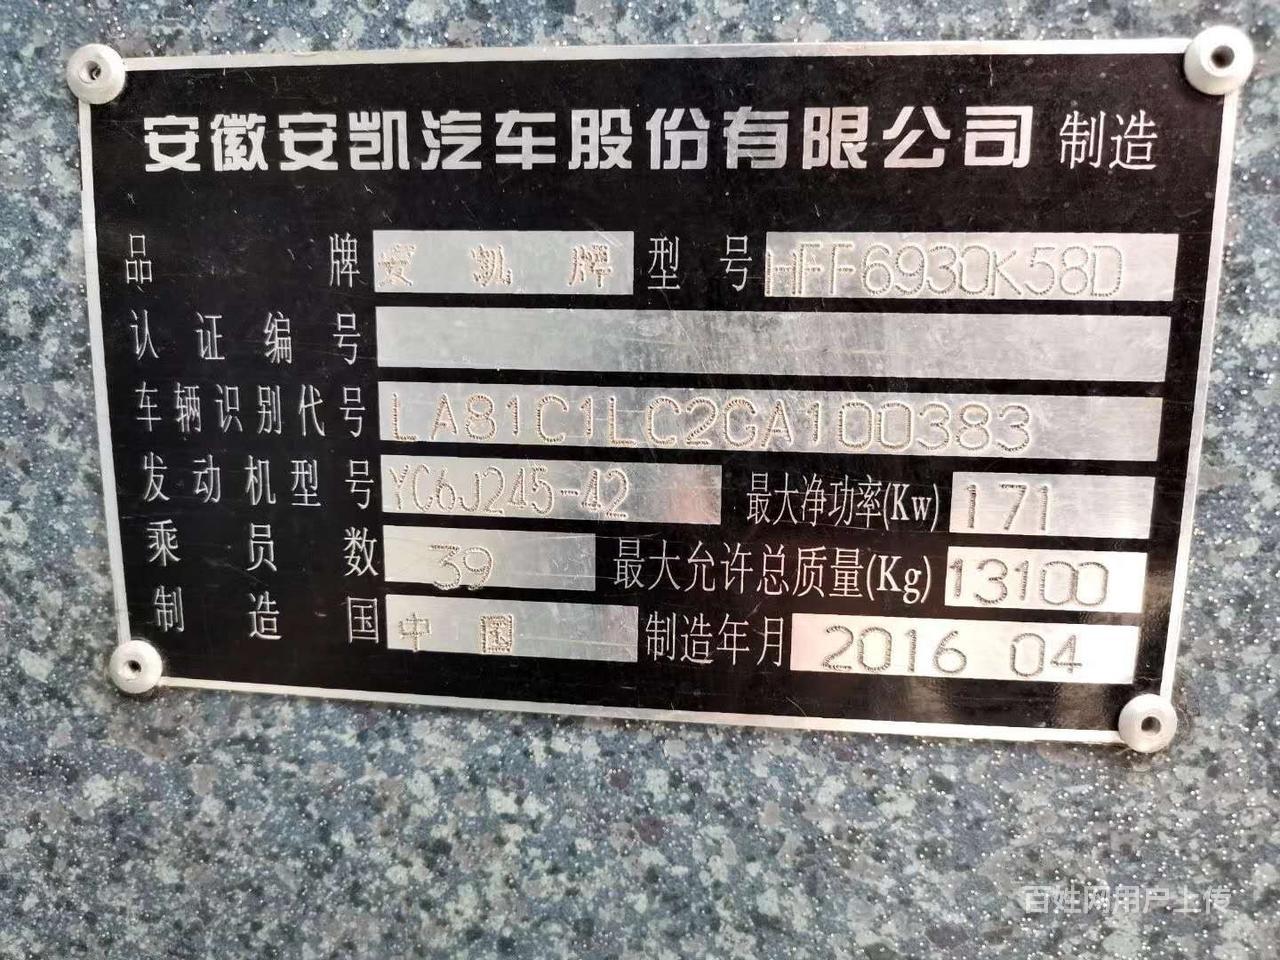 安徽安凯汽车股份有限公司 制造
品牌 安凯牌 型号 HFF6930K58D
认证编号
车辆识别代号 LA81C1LC2GA100383
发动机型号 YC6J245-42 最大净功率(Kw) 171
乘员数 39 最大允许总质量(Kg) 13100
制造国 中国 制造年月 2016 04
百姓网用户上传